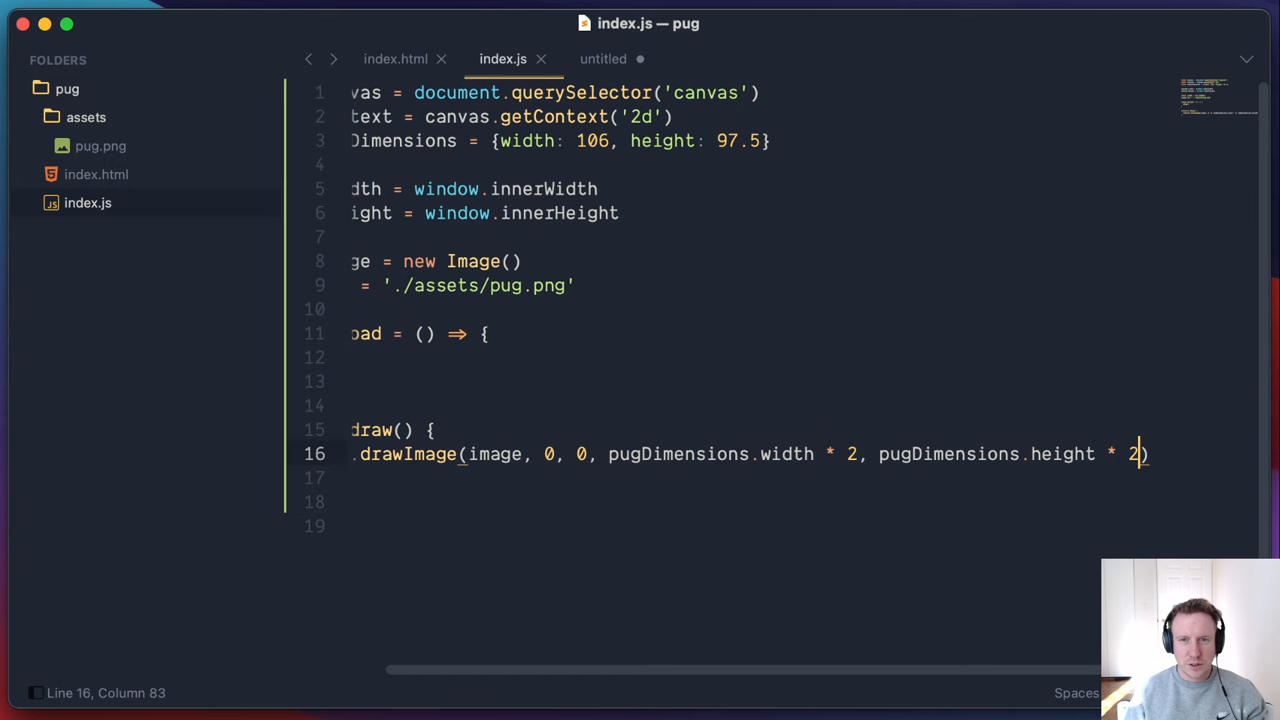 index.js — pug
FOLDERS
pug
assets
pug.png
index.html
index.js
index.html
index.js
untitled
1 vas = document.querySelector('canvas')
2 text = canvas.getContext('2d')
3 Dimensions = {width: 106, height: 97.5}
4
5 dth = window.innerWidth
6 ight = window.innerHeight
7
8 ge = new Image()
9 = './assets/pug.png'
10
11 oad = () => {
12
13
14
15 draw() {
16 .drawImage(image, 0, 0, pugDimensions.width * 2, pugDimensions.height * 2)
17
18
19
Line 16, Column 83
Spaces